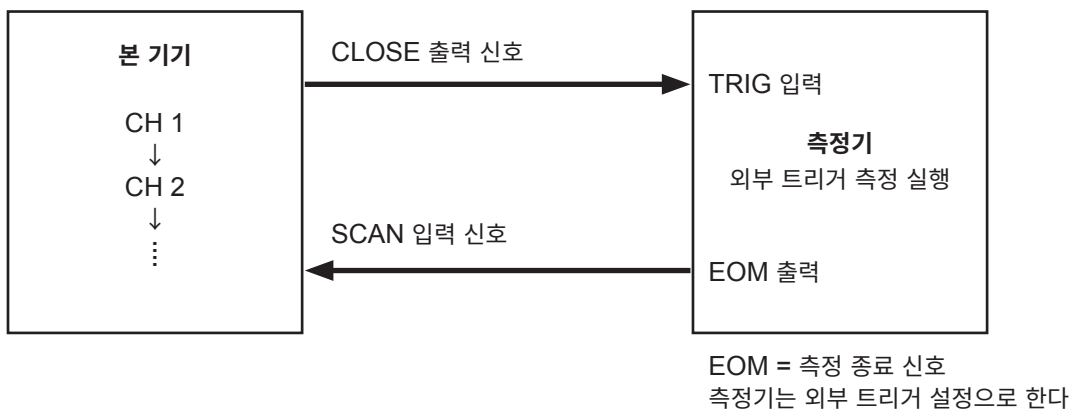 본 기기
CH 1
↓
CH 2
↓
⁞
CLOSE 출력 신호
SCAN 입력 신호
TRIG 입력
측정기
외부 트리거 측정 실행
EOM 출력
EOM = 측정 종료 신호
측정기는 외부 트리거 설정으로 한다